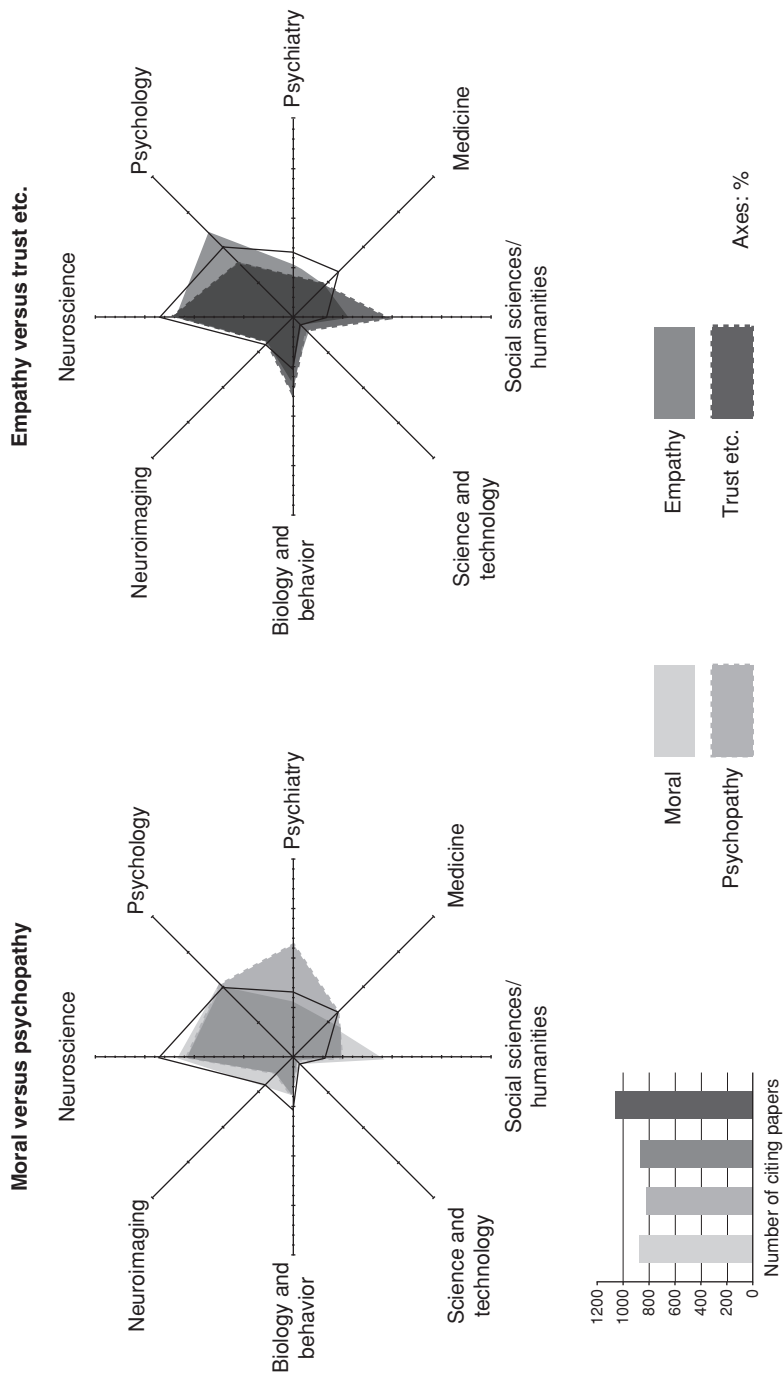 Moral versus psychopathy
Neuroscience
Psychology
Psychiatry
Medicine
Social sciences/
humanities
Science and
technology
Biology and
behavior
Neuroimaging
Empathy versus trust etc.
Neuroscience
Psychology
Psychiatry
Medicine
Social sciences/
humanities
Science and
technology
Biology and
behavior
Neuroimaging
1200
1000
800
600
400
200
0
Number of citing papers
Moral
Psychopathy
Empathy
Trust etc.
Axes: %